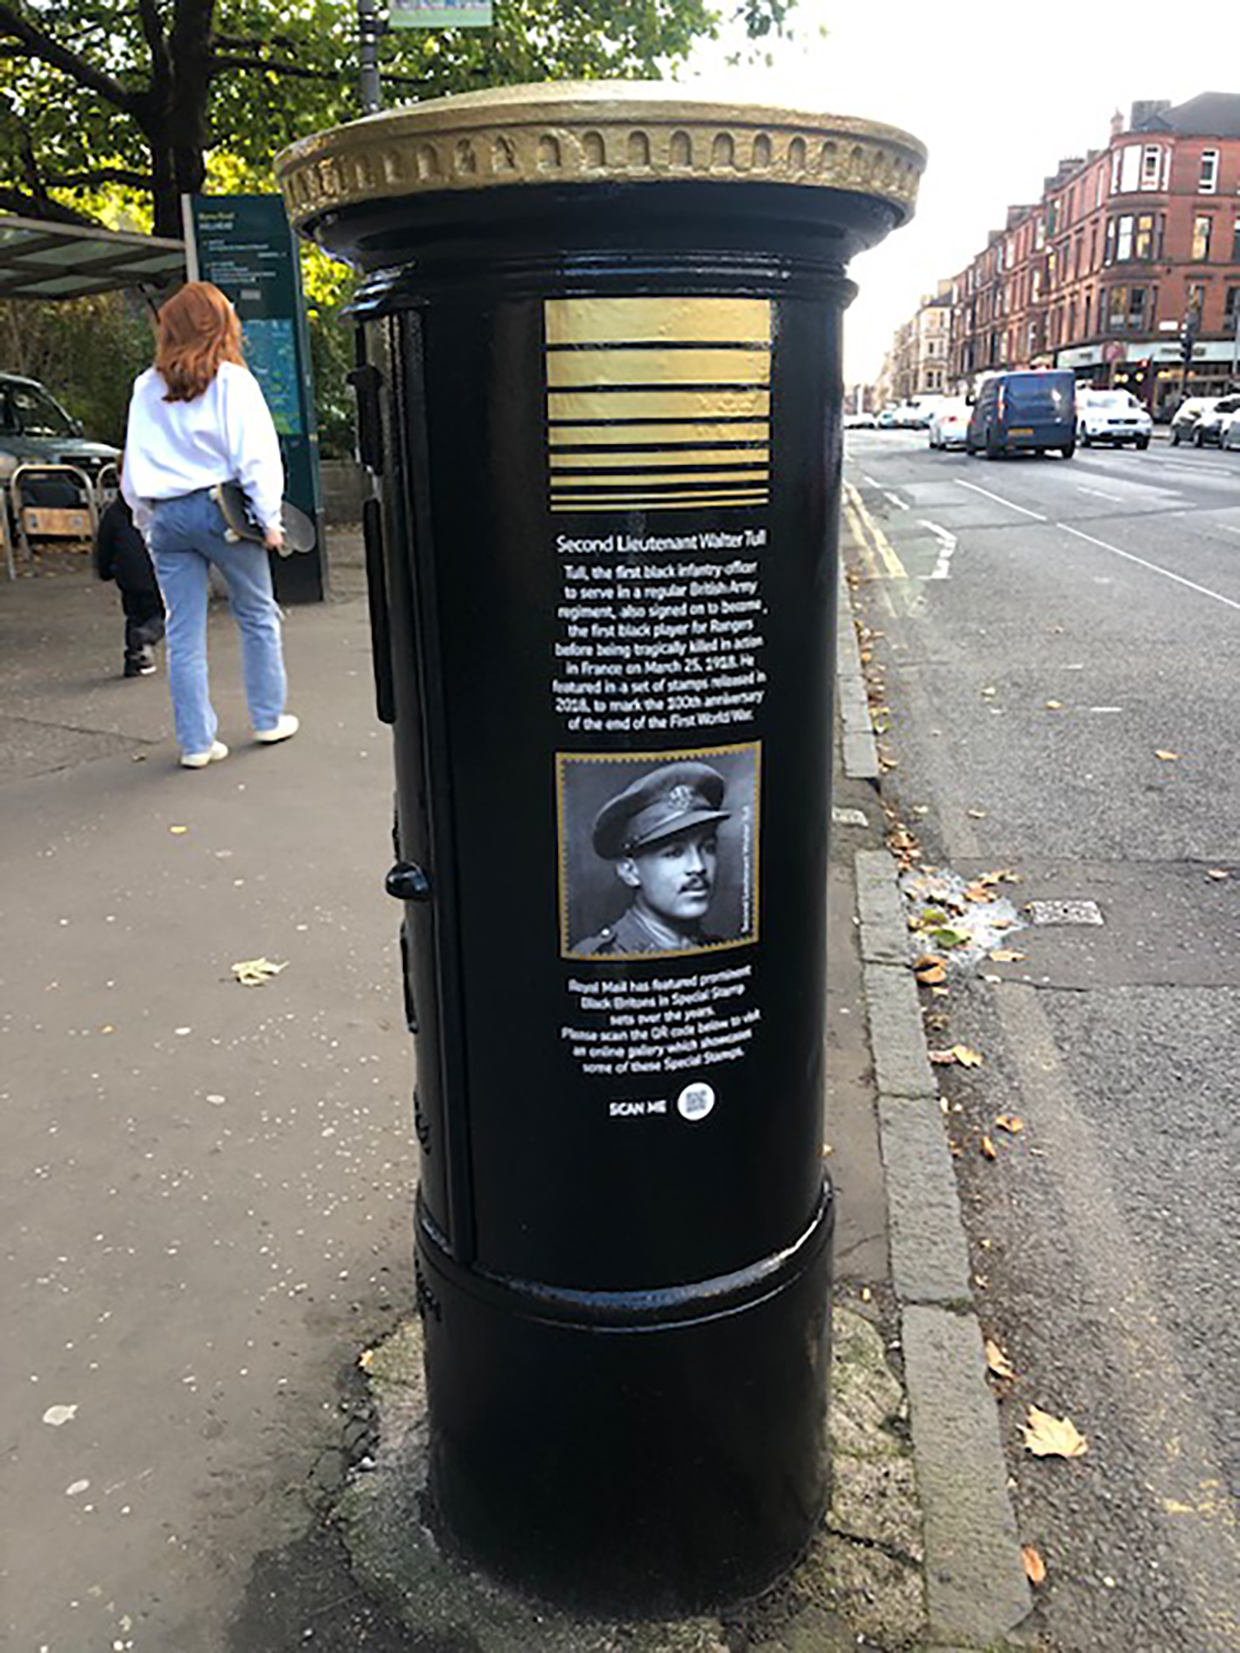 Second Lieutenant Walter Tull
Tull, the first black infantry officer
to serve in a regular British Army
regiment, also signed on to become
the first black player for Rangers
before being tragically killed in action
in France on March 25, 1918. He
featured in a set of stamps released in
2018, to mark the 100th anniversary
of the end of the First World War.
Second Lieutenant Walter Tull
Royal Mail has featured prominent
Black Britons in Special Stamp
sets over the years.
Please scan the QR code below to visit
an online gallery which showcases
some of these Special Stamps.
SCAN ME